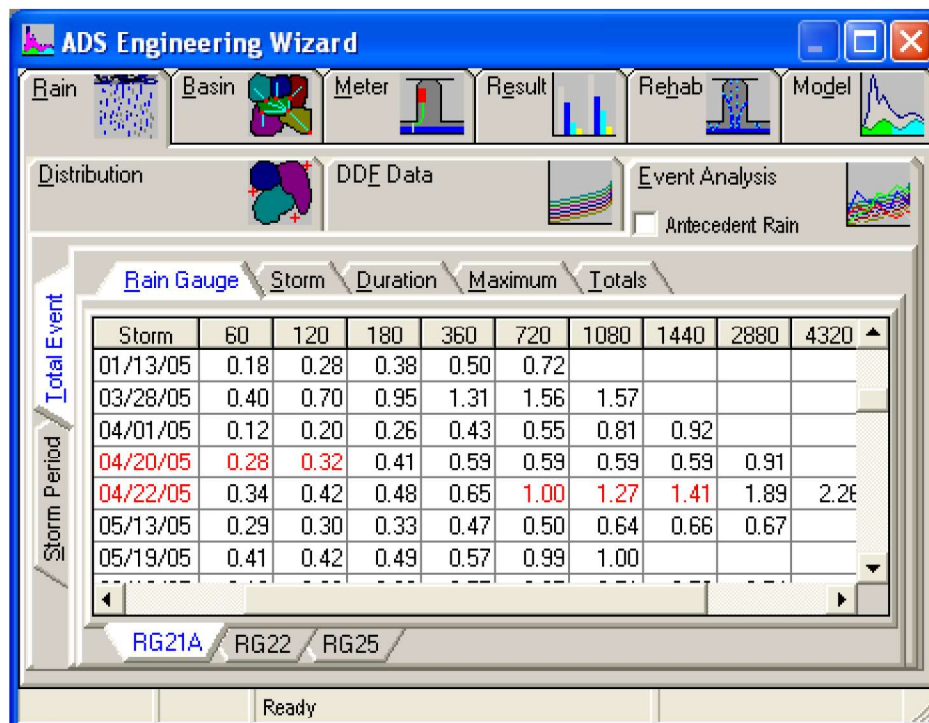 ADS Engineering Wizard
Rain Basin Meter Result Rehab Model
Distribution DDF Data Event Analysis
Antecedent Rain
Total Event
Storm Period
Rain Gauge Storm Duration Maximum Totals
Storm 60 120 180 360 720 1080 1440 2880 4320
01/13/05 0.18 0.28 0.38 0.50 0.72
03/28/05 0.40 0.70 0.95 1.31 1.56 1.57
04/01/05 0.12 0.20 0.26 0.43 0.55 0.81 0.92
04/20/05 0.28 0.32 0.41 0.59 0.59 0.59 0.59 0.91
04/22/05 0.34 0.42 0.48 0.65 1.00 1.27 1.41 1.89 2.26
05/13/05 0.29 0.30 0.33 0.47 0.50 0.64 0.66 0.67
05/19/05 0.41 0.42 0.49 0.57 0.99 1.00
RG21A RG22 RG25
Ready